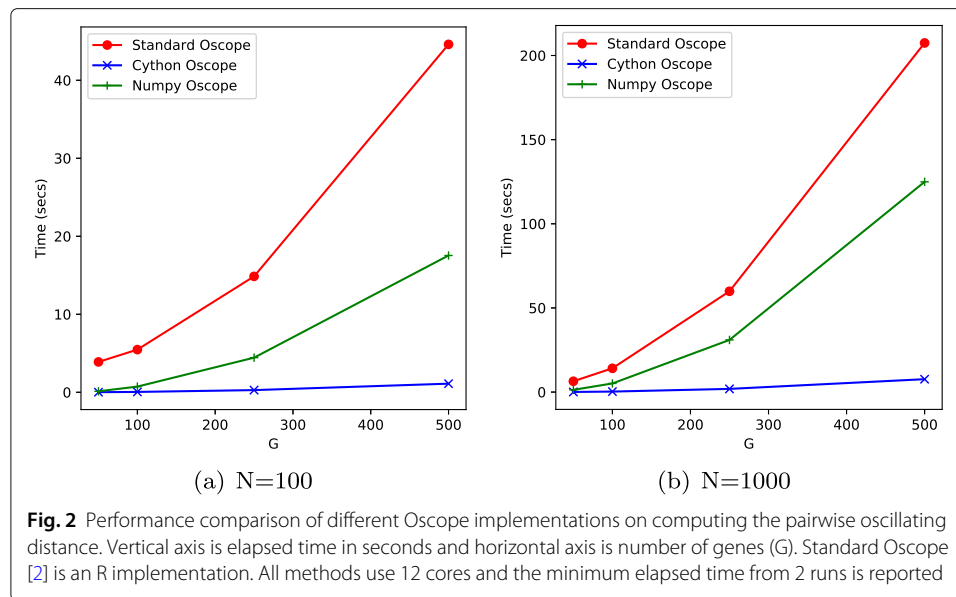 Standard Oscope
Cython Oscope
Numpy Oscope
40
30
20
10
0
Time (secs)
100
200
300
400
500
G
(a) N=100
Standard Oscope
Cython Oscope
Numpy Oscope
200
150
100
50
0
Time (secs)
100
200
300
400
500
G
(b) N=1000
Fig. 2 Performance comparison of different Oscope implementations on computing the pairwise oscillating
distance. Vertical axis is elapsed time in seconds and horizontal axis is number of genes (G). Standard Oscope
[2] is an R implementation. All methods use 12 cores and the minimum elapsed time from 2 runs is reported